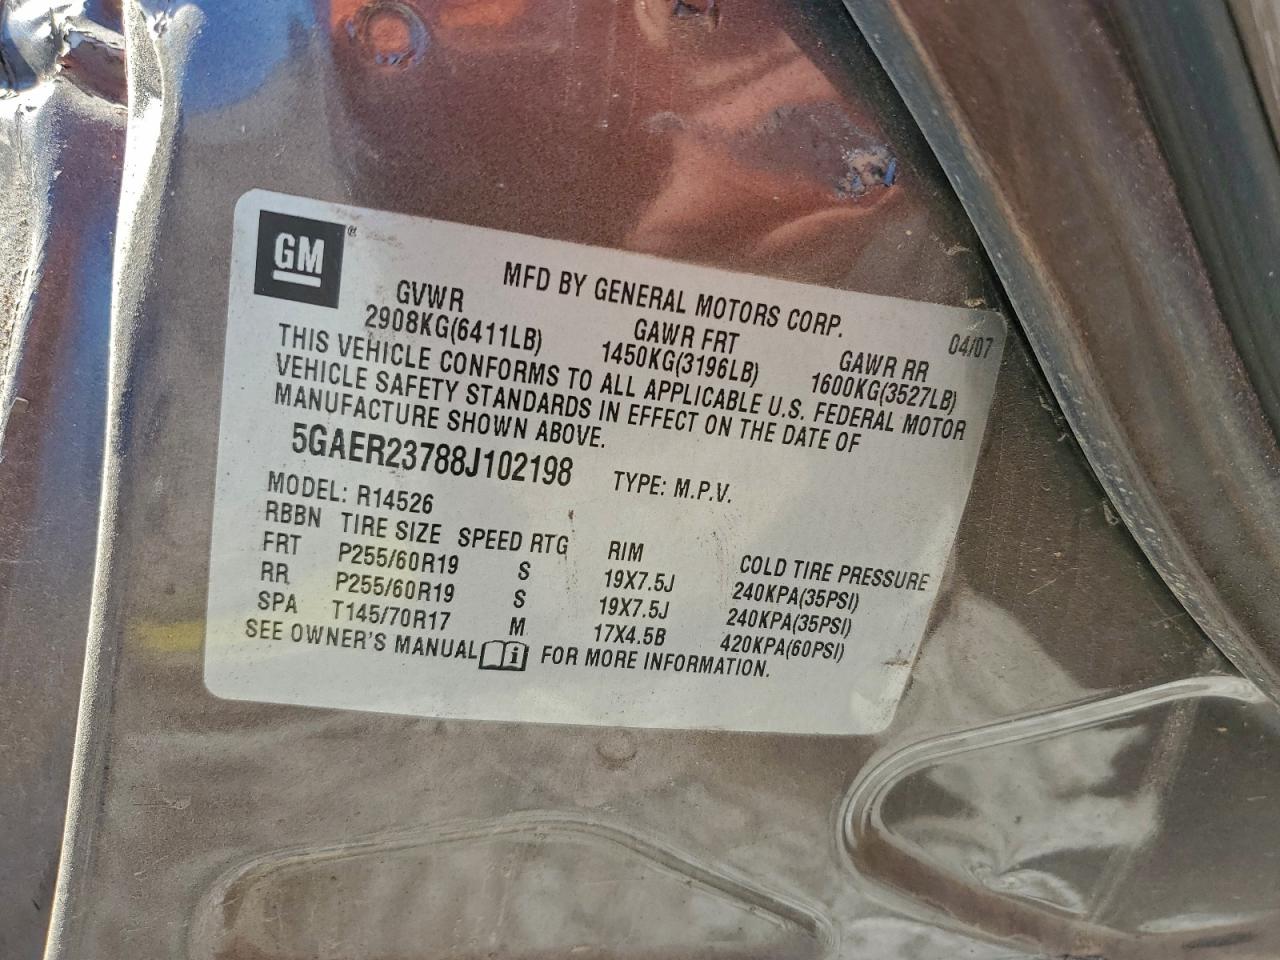 GM®
MFD BY GENERAL MOTORS CORP.
04/07
GVWR GAWR FRT GAWR RR
2908KG(6411LB) 1450KG(3196LB) 1600KG(3527LB)
THIS VEHICLE CONFORMS TO ALL APPLICABLE U.S. FEDERAL MOTOR
VEHICLE SAFETY STANDARDS IN EFFECT ON THE DATE OF
MANUFACTURE SHOWN ABOVE.
5GAER23788J102198 TYPE: M.P.V.
MODEL: R14526
RBBN TIRE SIZE SPEED RTG RIM COLD TIRE PRESSURE
FRT P255/60R19 S 19X7.5J 240KPA(35PSI)
RR P255/60R19 S 19X7.5J 240KPA(35PSI)
SPA T145/70R17 M 17X4.5B 420KPA(60PSI)
SEE OWNER'S MANUAL i FOR MORE INFORMATION.